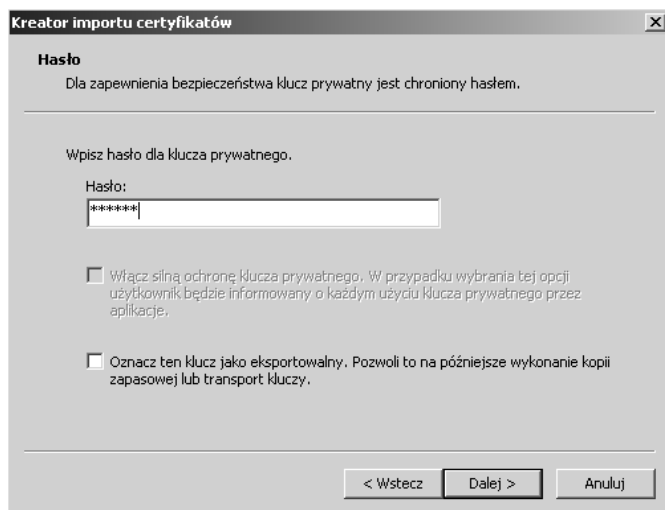 Kreator importu certyfikatów
Hasło
Dla zapewnienia bezpieczeństwa klucz prywatny jest chroniony hasłem.
Wpisz hasło dla klucza prywatnego.
Hasło:
******
Włącz silną ochronę klucza prywatnego. W przypadku wybrania tej opcji
użytkownik będzie informowany o każdym użyciu klucza prywatnego przez
aplikacje.
Oznacz ten klucz jako eksportowalny. Pozwoli to na późniejsze wykonanie kopii
zapasowej lub transport kluczy.
< Wstecz Dalej > Anuluj